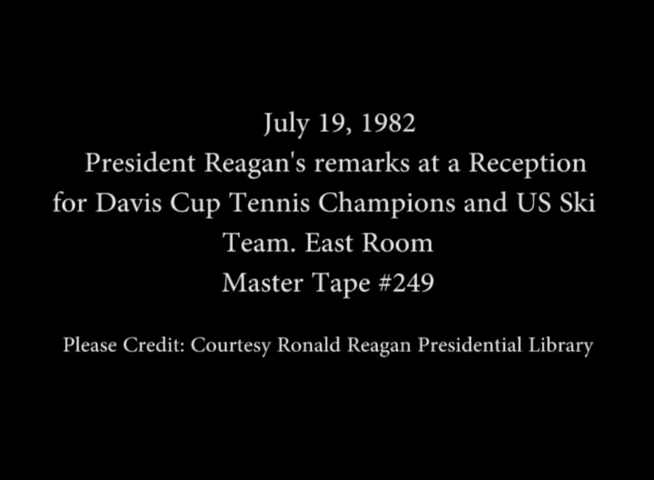 July 19, 1982
President Reagan's remarks at a Reception
for Davis Cup Tennis Champions and US Ski
Team. East Room
Master Tape #249
Please Credit: Courtesy Ronald Reagan Presidential Library